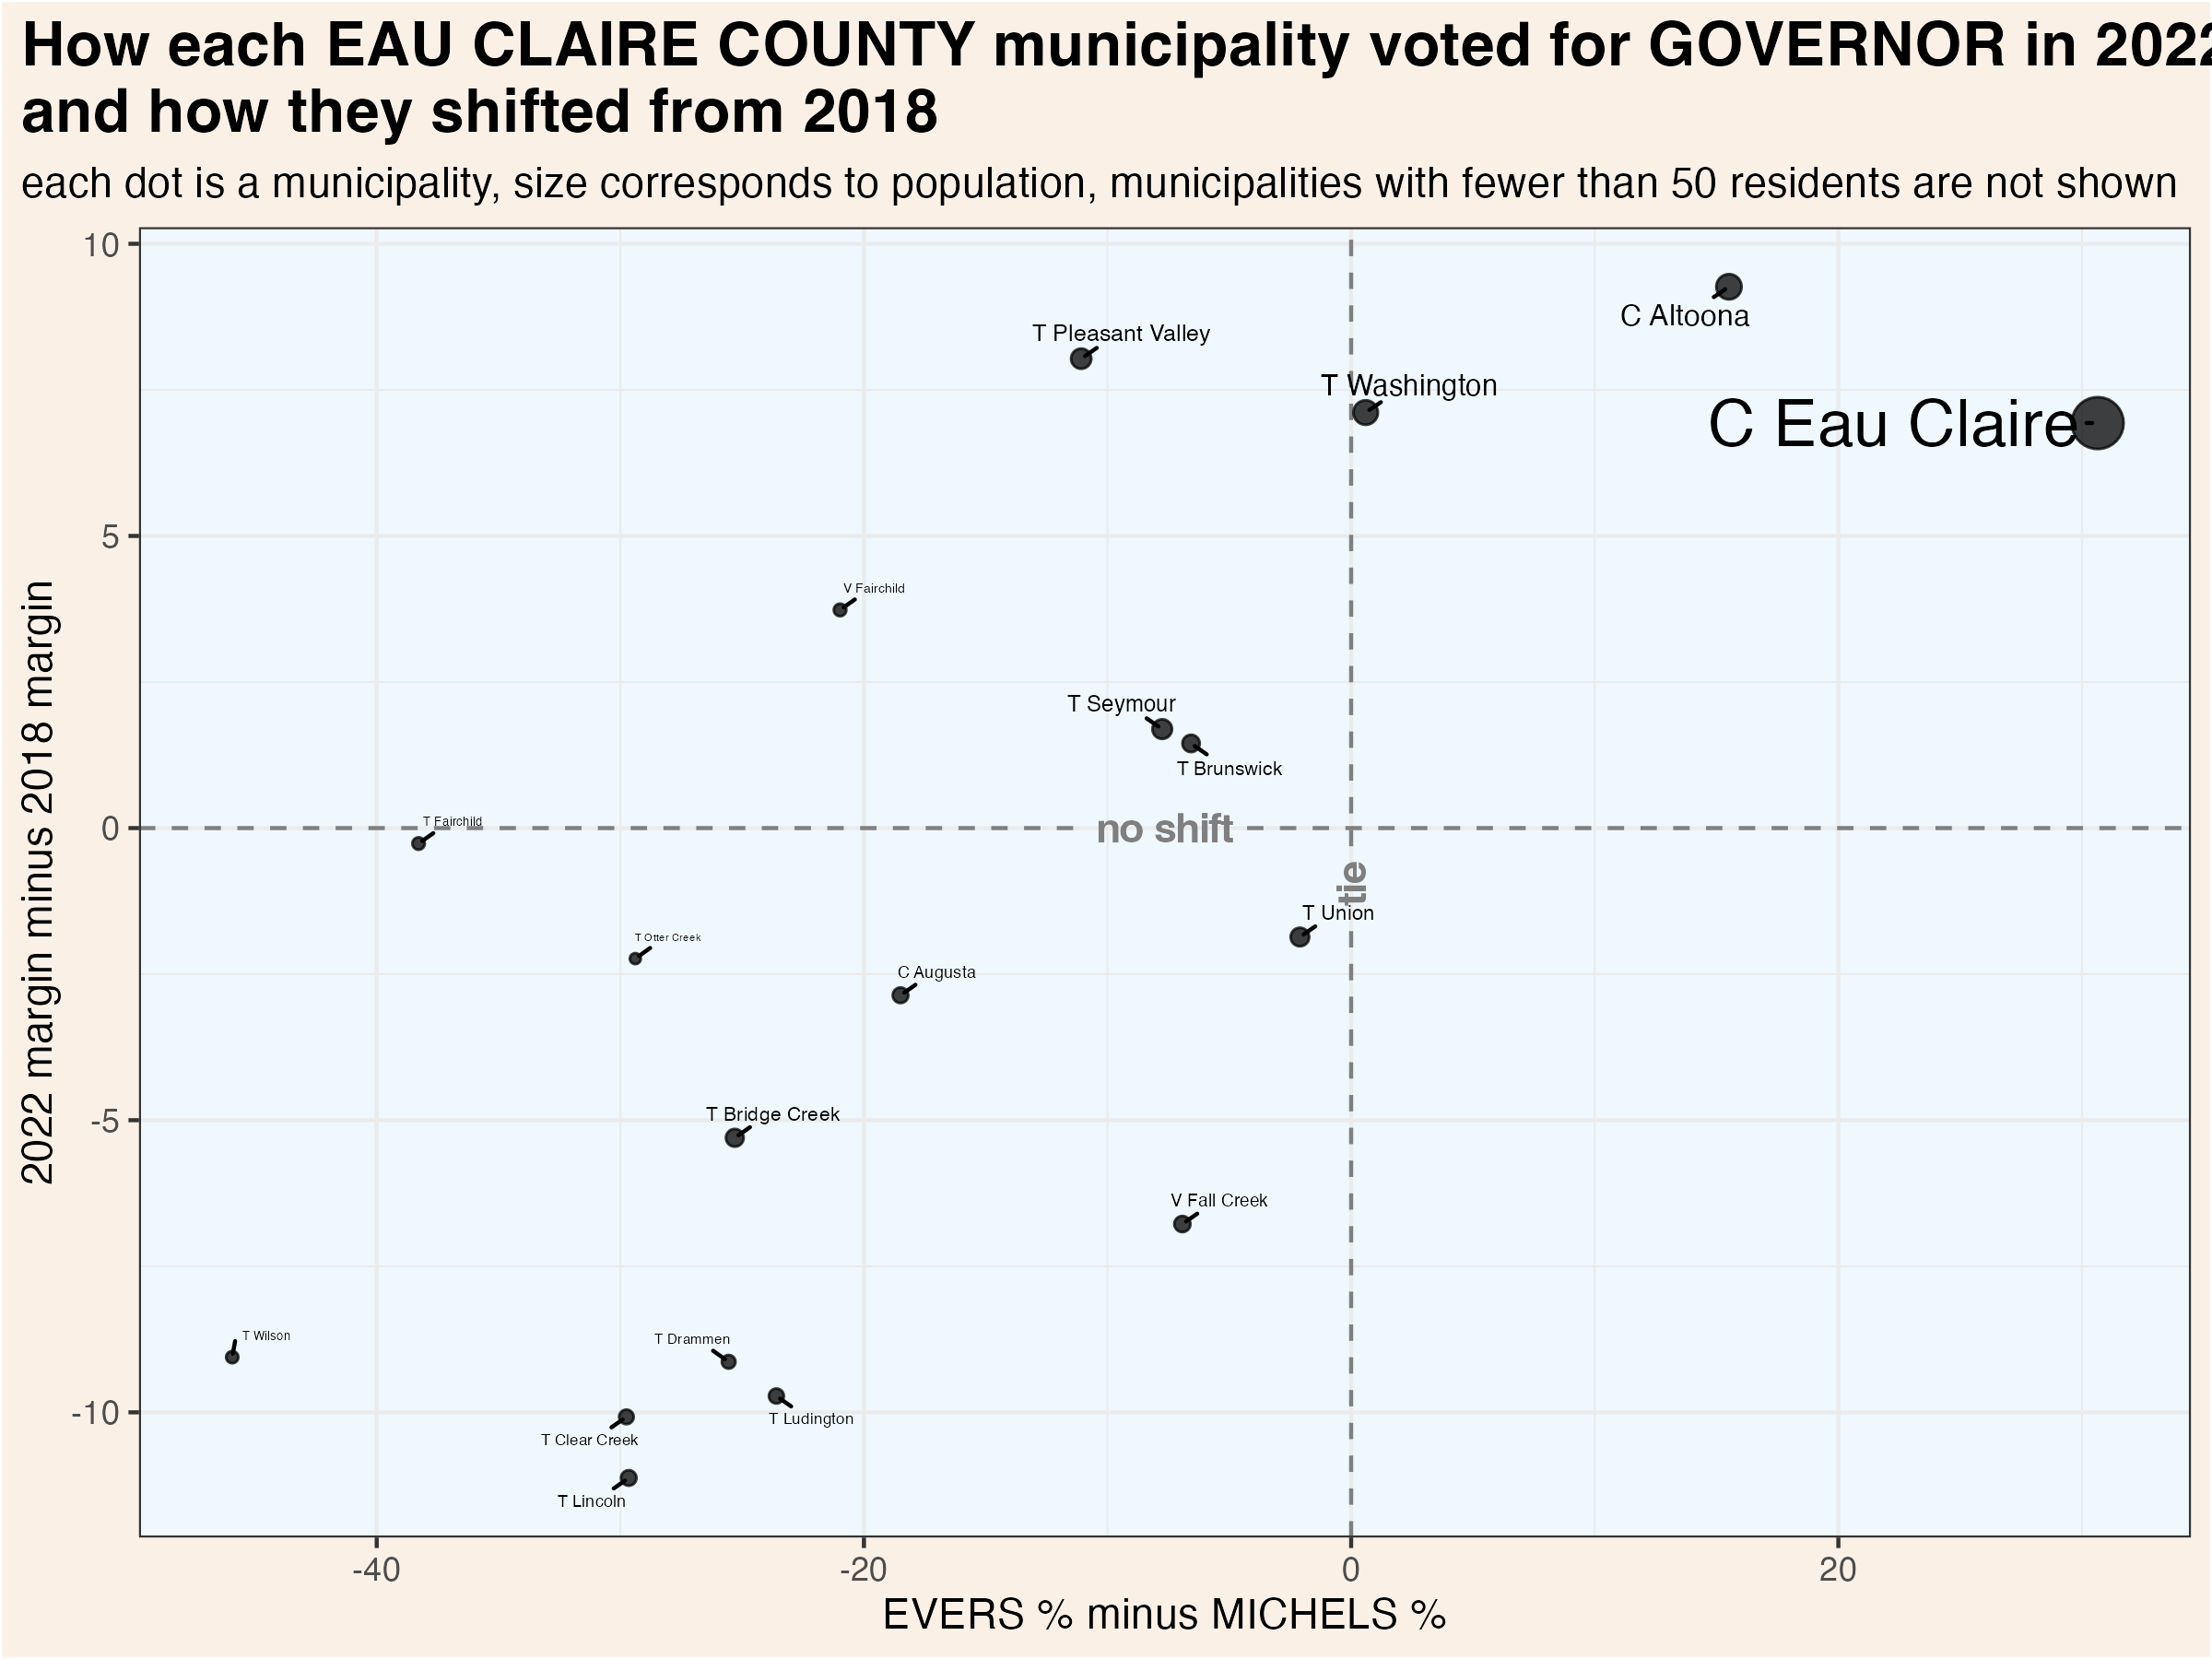 How each EAU CLAIRE COUNTY municipality voted for GOVERNOR in 2022
and how they shifted from 2018
each dot is a municipality, size corresponds to population, municipalities with fewer than 50 residents are not shown
2022 margin minus 2018 margin
10
5
0
-5
-10
C Altoona
T Pleasant Valley
T Washington
C Eau Claire
V Fairchild
T Seymour
T Brunswick
T Fairchild
no shift
tie
T Union
T Otter Creek
C Augusta
T Bridge Creek
V Fall Creek
T Wilson
T Drammen
T Ludington
T Clear Creek
T Lincoln
-40
-20
0
20
EVERS % minus MICHELS %